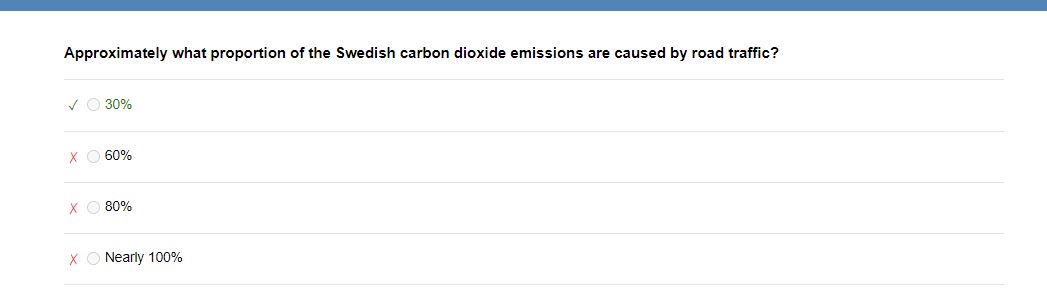 Approximately what proportion of the Swedish carbon dioxide emissions are caused by road traffic?
✓ 30%
X 60%
X 80%
X Nearly 100%